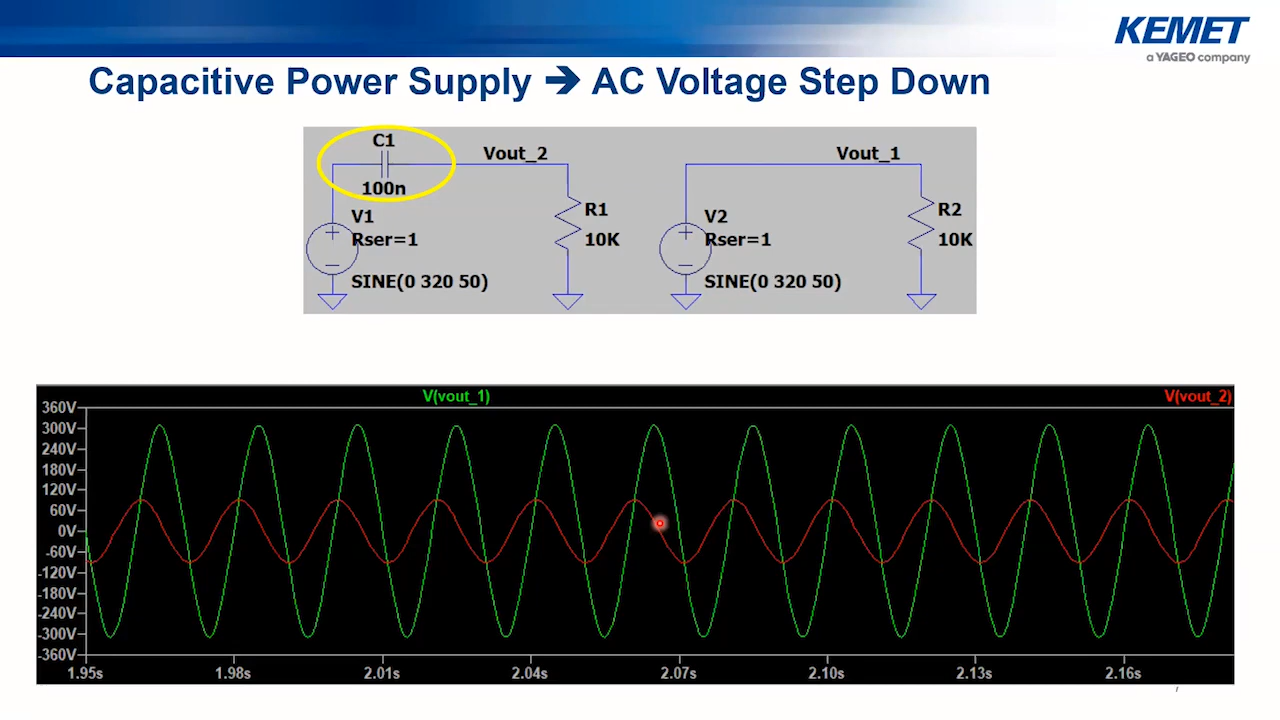 KEMET
a YAGEO company
Capacitive Power Supply ➔ AC Voltage Step Down
C1
100n
Vout_2
V1
Rser=1
SINE(0 320 50)
R1
10K
Vout_1
V2
Rser=1
SINE(0 320 50)
R2
10K
V(vout_1)
V(vout_2)
360V
300V
240V
180V
120V
60V
0V
-60V
-120V
-180V
-240V
-300V
-360V
1.95s
1.98s
2.01s
2.04s
2.07s
2.10s
2.13s
2.16s